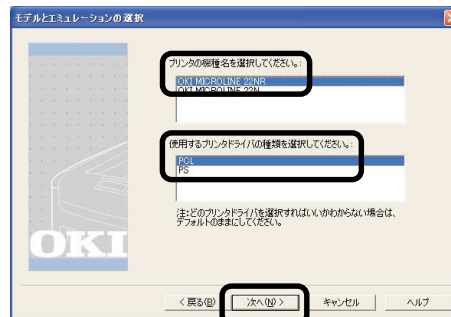 モデルとエミュレーションの選択
プリンタの機種名を選択してください。:
OKI MICROLINE 22NR
OKI MICROLINE 22N
使用するプリンタドライバの種類を選択してください。:
PCL
PS
注:どのプリンタドライバを選択すればいいかわからない場合は、
デフォルトのままにしてください。
OKI
< 戻る(B) 次へ(N) > キャンセル ヘルプ